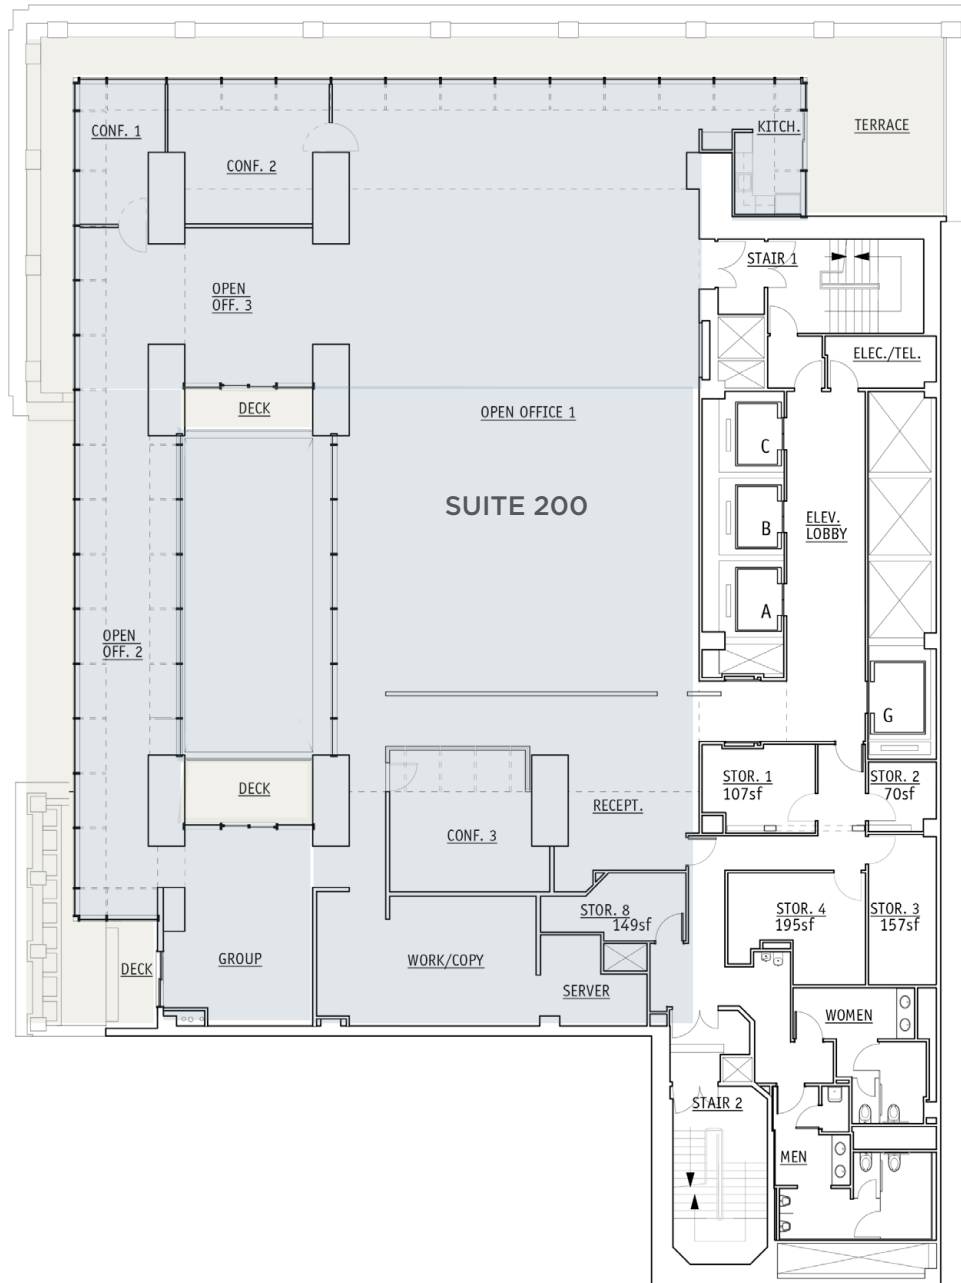 CONF. 1
CONF. 2
KITCH.
TERRACE
STAIR 1
OPEN
OFF. 3
ELEC./TEL.
DECK
OPEN OFFICE 1
C
SUITE 200
B
ELEV.
LOBBY
A
OPEN
OFF. 2
G
DECK
STOR. 1
107sf
STOR. 2
70sf
RECEPT.
CONF. 3
STOR. 8
149sf
STOR. 4
195sf
STOR. 3
157sf
DECK
GROUP
WORK/COPY
SERVER
WOMEN
STAIR 2
MEN